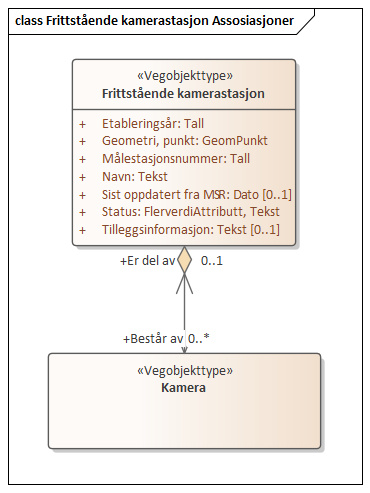 class Frittstående kamerastasjon Assosiasjoner
«Vegobjekttype»
Frittstående kamerastasjon
+ Etableringsår: Tall
+ Geometri, punkt: GeomPunkt
+ Målestasjonsnummer: Tall
+ Navn: Tekst
+ Sist oppdatert fra MSR: Dato [0..1]
+ Status: FlerverdiAttributt, Tekst
+ Tilleggsinformasjon: Tekst [0..1]
+Er del av 0..1
+Består av 0..*
«Vegobjekttype»
Kamera